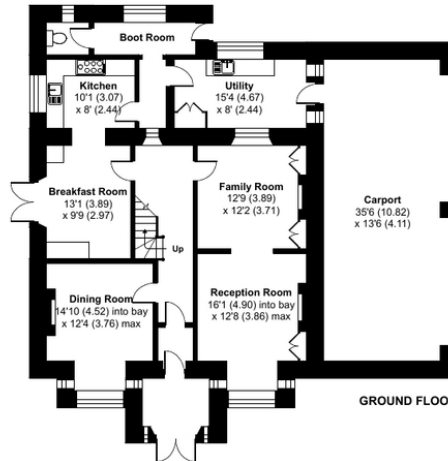 Boot Room
Kitchen
10'1 (3.07)
x 8' (2.44)
Utility
15'4 (4.67)
x 8' (2.44)
Breakfast Room
13'1 (3.89)
x 9'9 (2.97)
Family Room
12'9 (3.89)
x 12'2 (3.71)
Carport
35'6 (10.82)
x 13'6 (4.11)
Up
Dining Room
14'10 (4.52) into bay
x 12'4 (3.76) max
Reception Room
16'1 (4.90) into bay
x 12'8 (3.86) max
GROUND FLOO